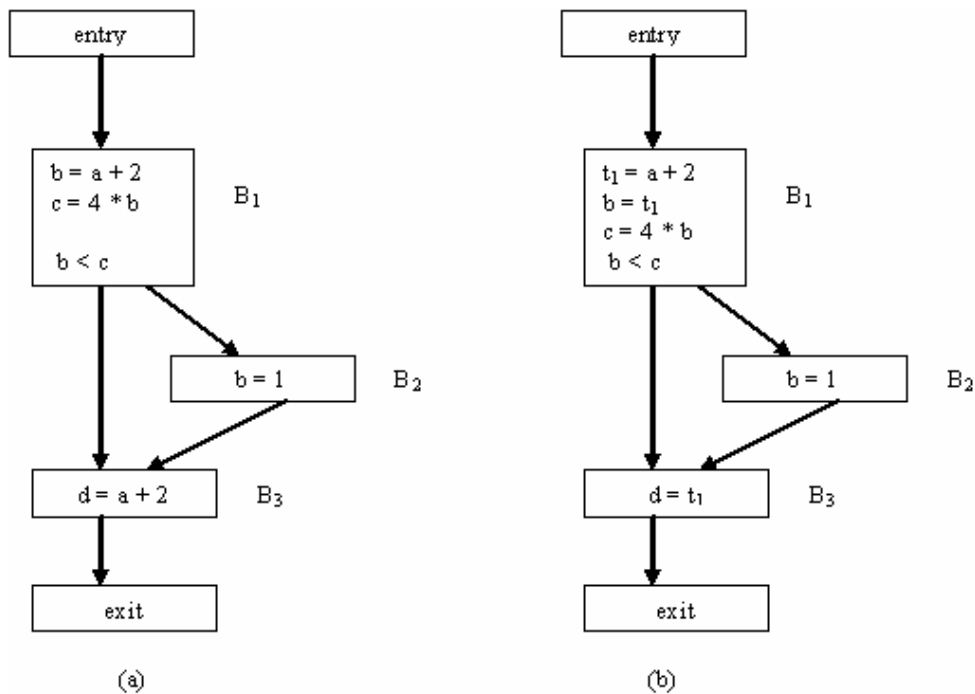 entry
b = a + 2
c = 4 * b
b < c
B₁
b = 1
B₂
d = a + 2
B₃
exit
(a)
entry
t₁ = a + 2
b = t₁
c = 4 * b
b < c
B₁
b = 1
B₂
d = t₁
B₃
exit
(b)